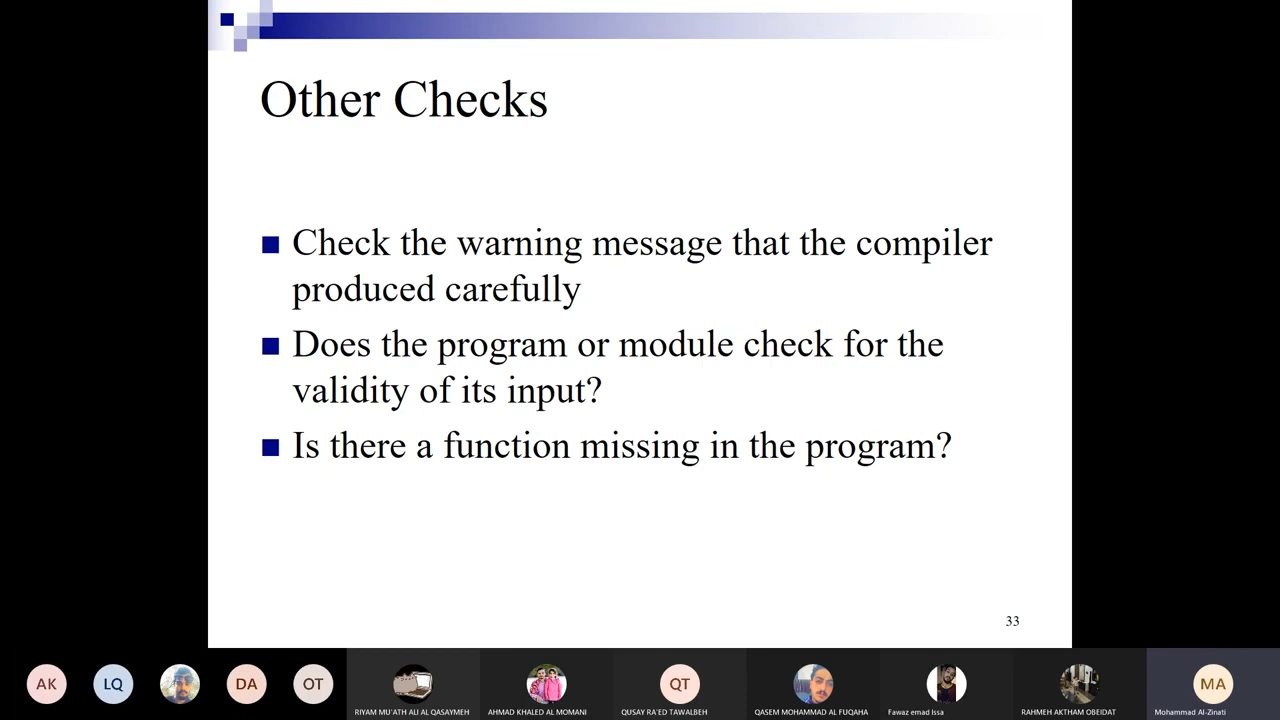 Other Checks
Check the warning message that the compiler
produced carefully
Does the program or module check for the
validity of its input?
Is there a function missing in the program?
33
AK
LQ
DA
OT
QT
MA
RIYAM MU'ATH ALI AL QASAYMEH
AHMAD KHALED AL MOMANI
QUSAY RA'ED TAWALBEH
QASEM MOHAMMAD AL FUQAHA
Fawaz emad Issa
RAHMEH AKTHAM OBEIDAT
Mohammad Al-Zinati